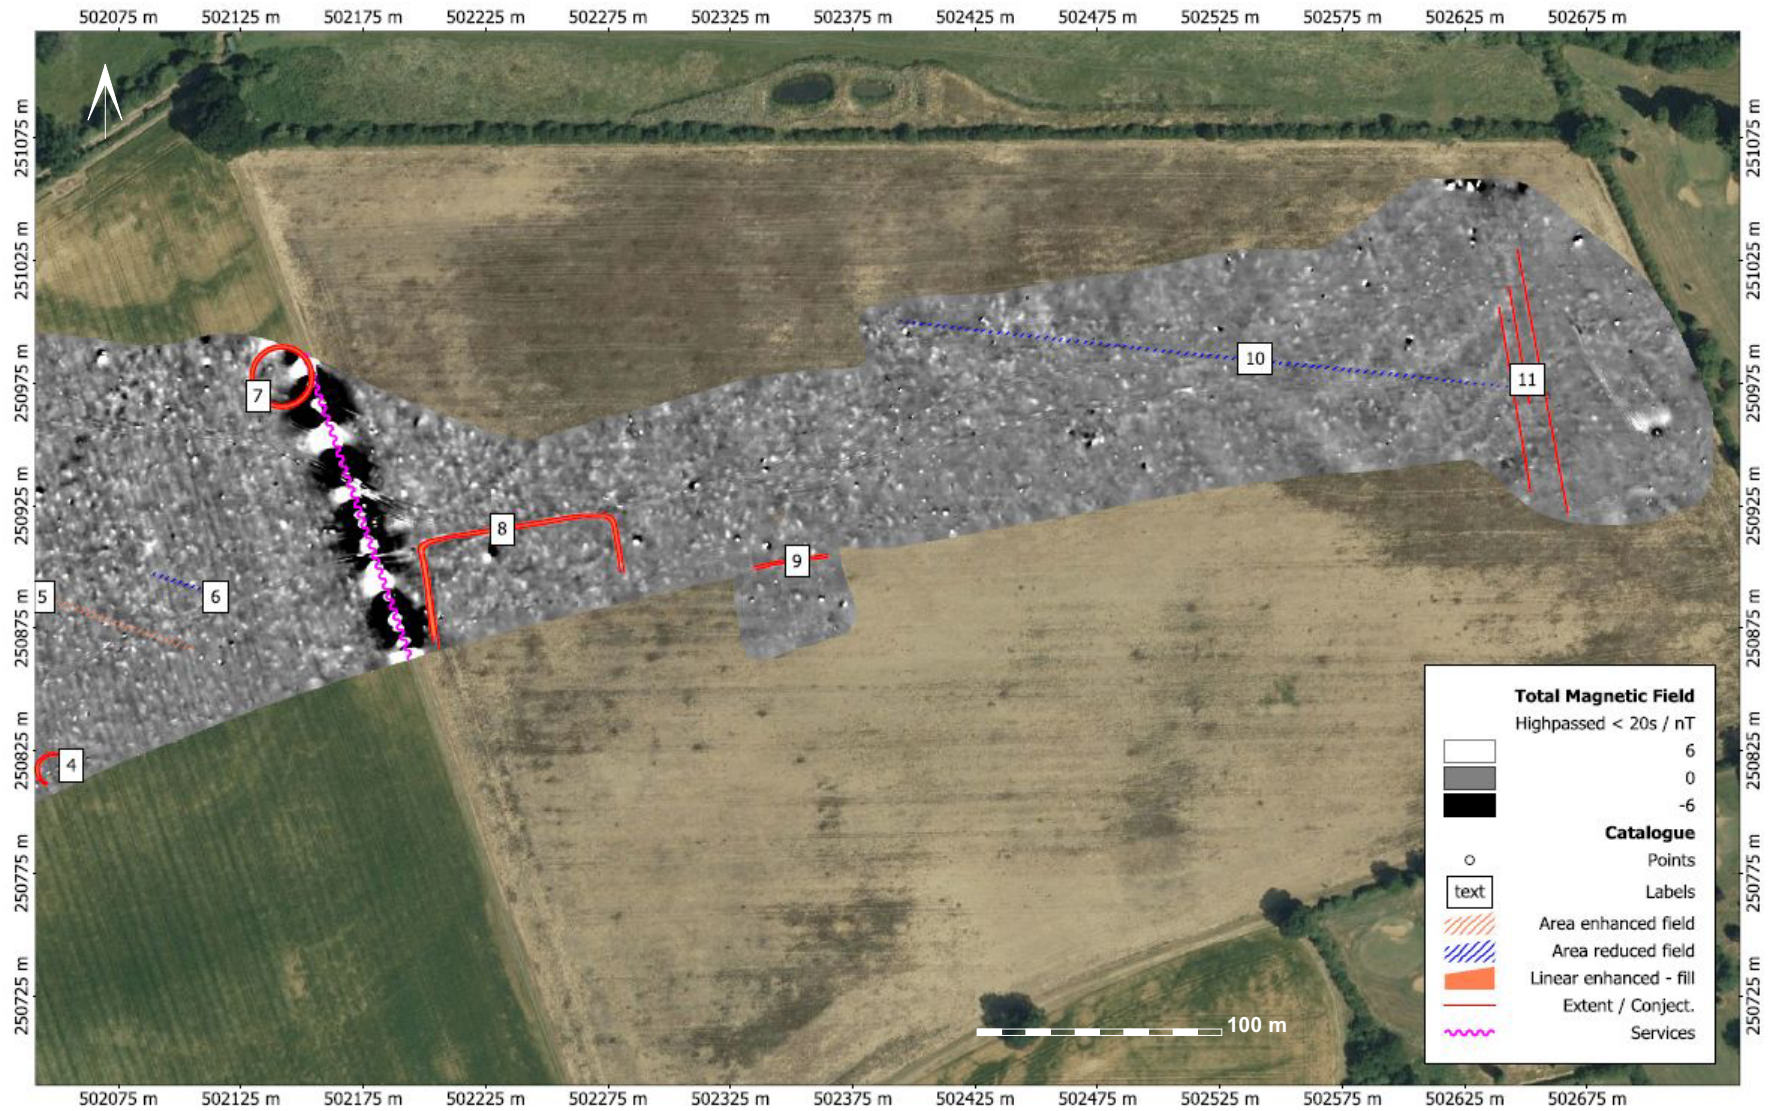 502075 m 502125 m 502175 m 502225 m 502275 m 502325 m 502375 m 502425 m 502475 m 502525 m 502575 m 502625 m 502675 m
251075 m 251075 m
251025 m 251025 m
10
250975 m 250975 m
11
7
250925 m 250925 m
8
9
5 6
250875 m 250875 m
Total Magnetic Field
Highpassed < 20s / nT
250825 m 6 250825 m
4
0
-6
Catalogue
Points
250775 m 250775 m
text Labels
Area enhanced field
Area reduced field
Linear enhanced - fill
250725 m 250725 m
Extent / Conject.
100 m
Services
502075 m 502125 m 502175 m 502225 m 502275 m 502325 m 502375 m 502425 m 502475 m 502525 m 502575 m 502625 m 502675 m